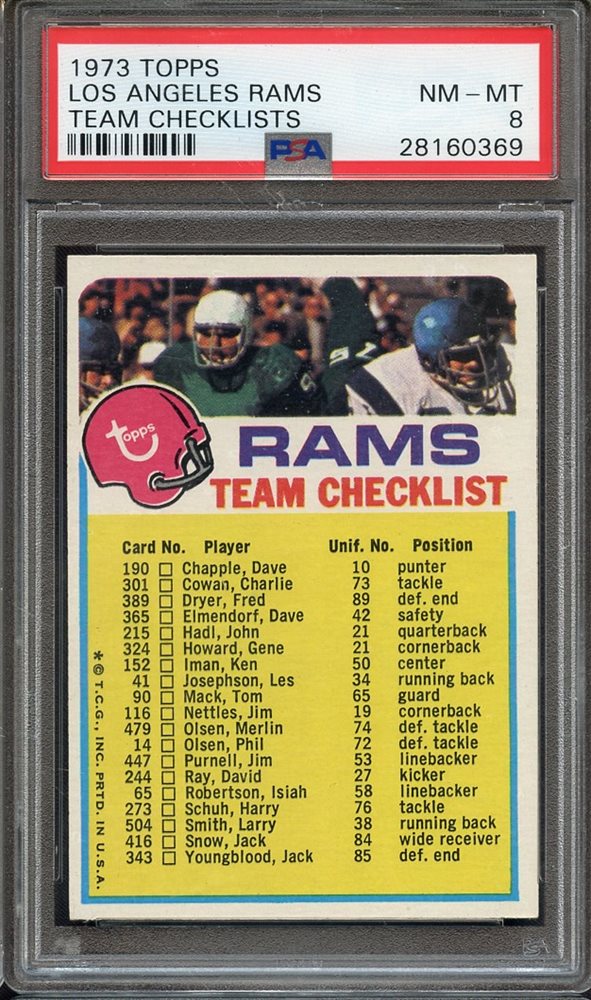 1973 TOPPS
LOS ANGELES RAMS NM - MT
TEAM CHECKLISTS 8
PSA 28160369
topps
RAMS
TEAM CHECKLIST
Card No. Player Unif. No. Position
190 Chapple, Dave 10 punter
301 Cowan, Charlie 73 tackle
389 Dryer, Fred 89 def. end
365 Elmendorf, Dave 42 safety
215 Hadl, John 21 quarterback
324 Howard, Gene 21 cornerback
152 Iman, Ken 50 center
41 Josephson, Les 34 running back
90 Mack, Tom 65 guard
116 Nettles, Jim 19 cornerback
479 Olsen, Merlin 74 def. tackle
14 Olsen, Phil 72 def. tackle
447 Purnell, Jim 53 linebacker
244 Ray, David 27 kicker
65 Robertson, Isiah 58 linebacker
273 Schuh, Harry 76 tackle
504 Smith, Larry 38 running back
416 Snow, Jack 84 wide receiver
343 Youngblood, Jack 85 def. end
* © T.C.G., INC. PRTD. IN U.S.A.